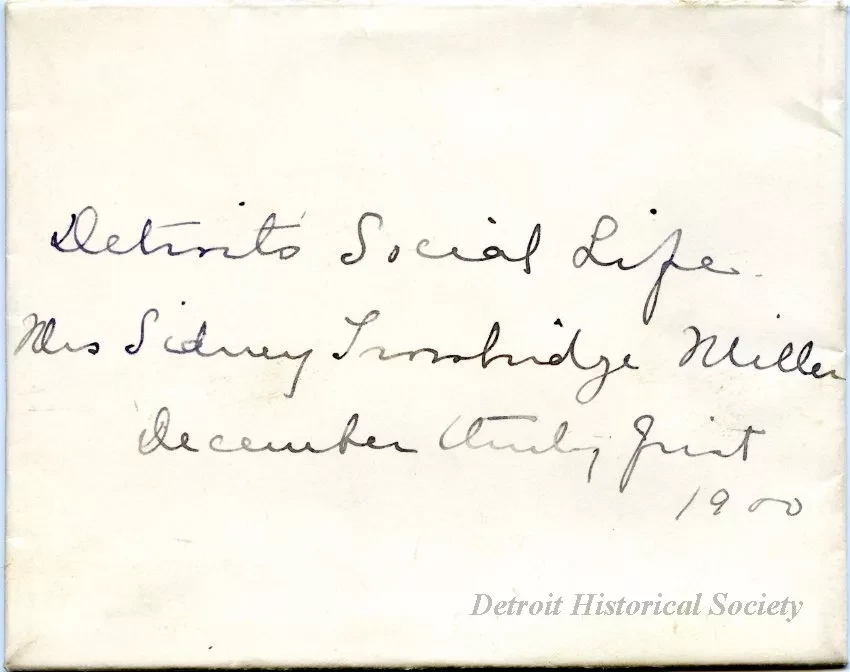 Detroit's Social Life.
Mrs Sidney Trowbridge Miller
December thirty first
1900
Detroit Historical Society